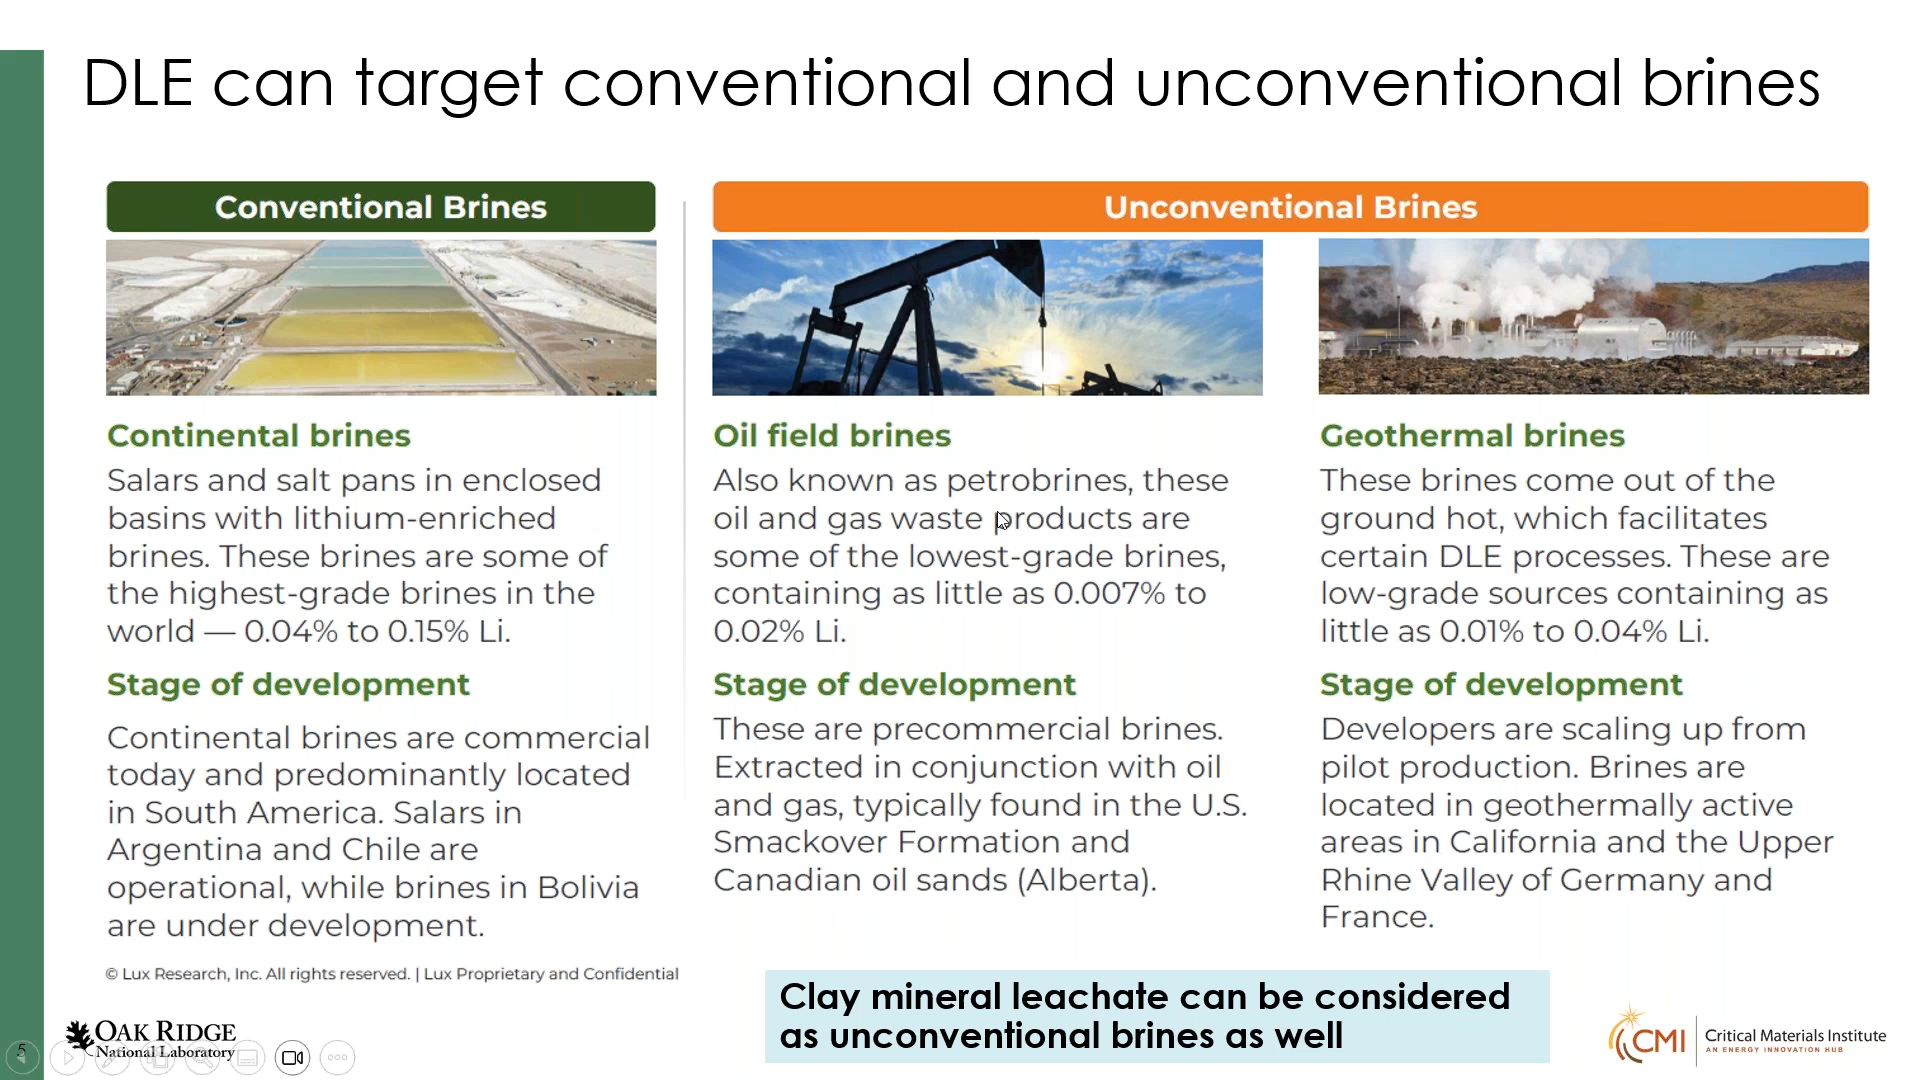 DLE can target conventional and unconventional brines
Conventional Brines
Unconventional Brines
Continental brines
Salars and salt pans in enclosed
basins with lithium-enriched
brines. These brines are some of
the highest-grade brines in the
world — 0.04% to 0.15% Li.
Stage of development
Continental brines are commercial
today and predominantly located
in South America. Salars in
Argentina and Chile are
operational, while brines in Bolivia
are under development.
Oil field brines
Also known as petrobrines, these
oil and gas waste products are
some of the lowest-grade brines,
containing as little as 0.007% to
0.02% Li.
Stage of development
These are precommercial brines.
Extracted in conjunction with oil
and gas, typically found in the U.S.
Smackover Formation and
Canadian oil sands (Alberta).
Geothermal brines
These brines come out of the
ground hot, which facilitates
certain DLE processes. These are
low-grade sources containing as
little as 0.01% to 0.04% Li.
Stage of development
Developers are scaling up from
pilot production. Brines are
located in geothermally active
areas in California and the Upper
Rhine Valley of Germany and
France.
© Lux Research, Inc. All rights reserved. | Lux Proprietary and Confidential
Clay mineral leachate can be considered
as unconventional brines as well
5
OAK RIDGE
National Laboratory
CMI
Critical Materials Institute
AN ENERGY INNOVATION HUB